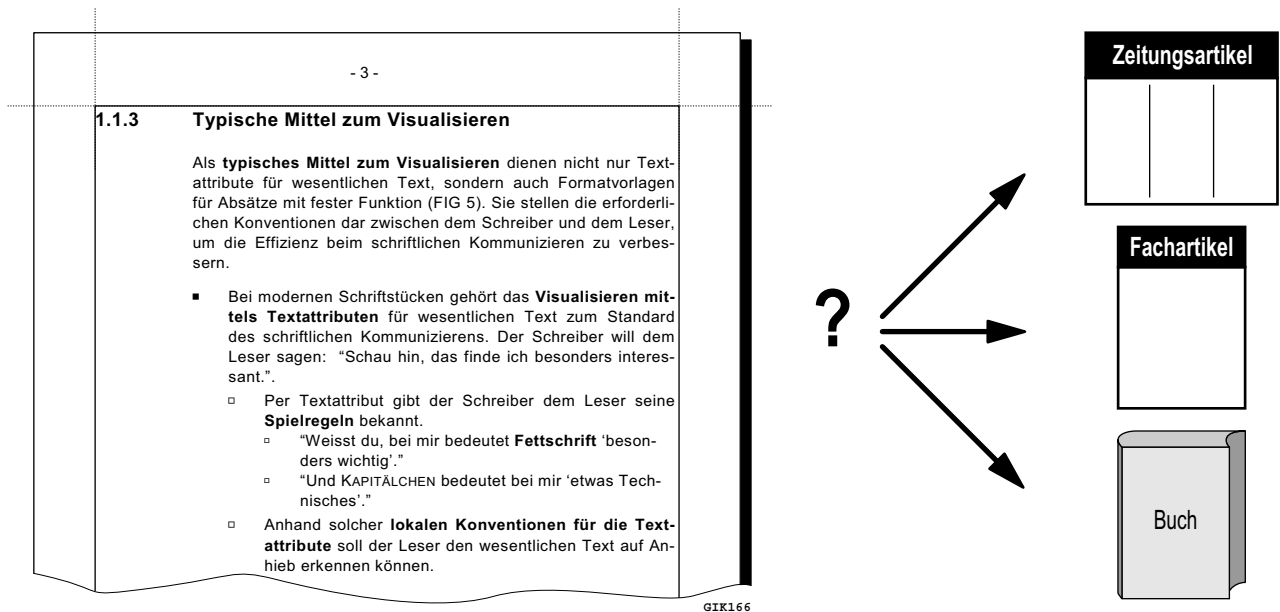 - 3 -
1.1.3 Typische Mittel zum Visualisieren
Als typisches Mittel zum Visualisieren dienen nicht nur Text-
attribute für wesentlichen Text, sondern auch Formatvorlagen
für Absätze mit fester Funktion (FIG 5). Sie stellen die erforderli-
chen Konventionen dar zwischen dem Schreiber und dem Leser,
um die Effizienz beim schriftlichen Kommunizieren zu verbes-
sern.
■ Bei modernen Schriftstücken gehört das Visualisieren mit-
tels Textattributen für wesentlichen Text zum Standard
des schriftlichen Kommunizierens. Der Schreiber will dem
Leser sagen: “Schau hin, das finde ich besonders interes-
sant.”.
□ Per Textattribut gibt der Schreiber dem Leser seine
Spielregeln bekannt.
□ “Weisst du, bei mir bedeutet Fettschrift ‘beson-
ders wichtig’.”
□ “Und KAPITÄLCHEN bedeutet bei mir ‘etwas Tech-
nisches’.”
□ Anhand solcher lokalen Konventionen für die Text-
attribute soll der Leser den wesentlichen Text auf An-
hieb erkennen können.
GIK166
?
Zeitungsartikel
Fachartikel
Buch